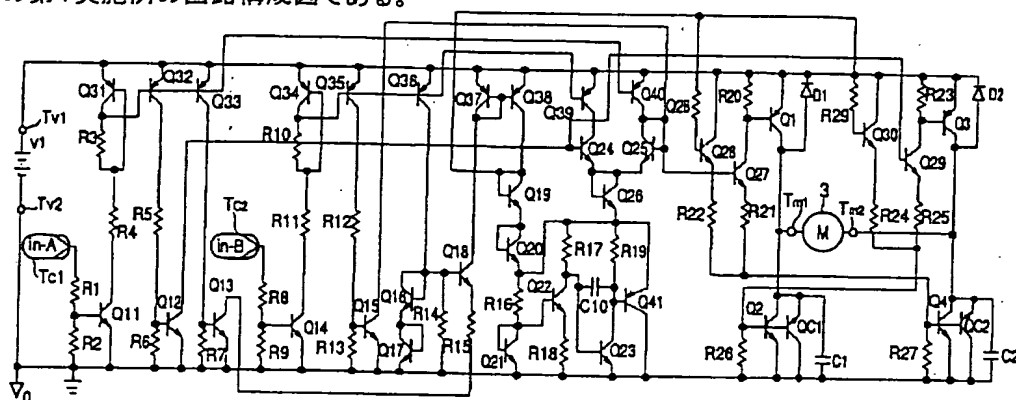 の第1実施例の回路構成図である。
Q31
Q32
Q33
Q34
Q35
Q36
Q37
Q38
Q39
Q40
Q28
R20
Q1
D1
R29
Q30
R23
Q3
D2
Tv1
V1
Tv2
R3
R10
Q24
Q25
Q28
Q27
Q29
in-A
Tc1
R4
R5
Tc2
in-B
R11
R12
Q18
Q19
Q20
Q26
R22
R21
Tm1
3
M
Tm2
R24
R25
R1
R2
Q11
Q12
R6
Q13
R7
R8
R9
Q14
Q15
R13
Q16
Q17
R14
R15
R16
Q21
Q22
R17
R18
C10
R19
Q23
Q41
R26
Q2
QC1
C1
R27
Q4
QC2
C2
0